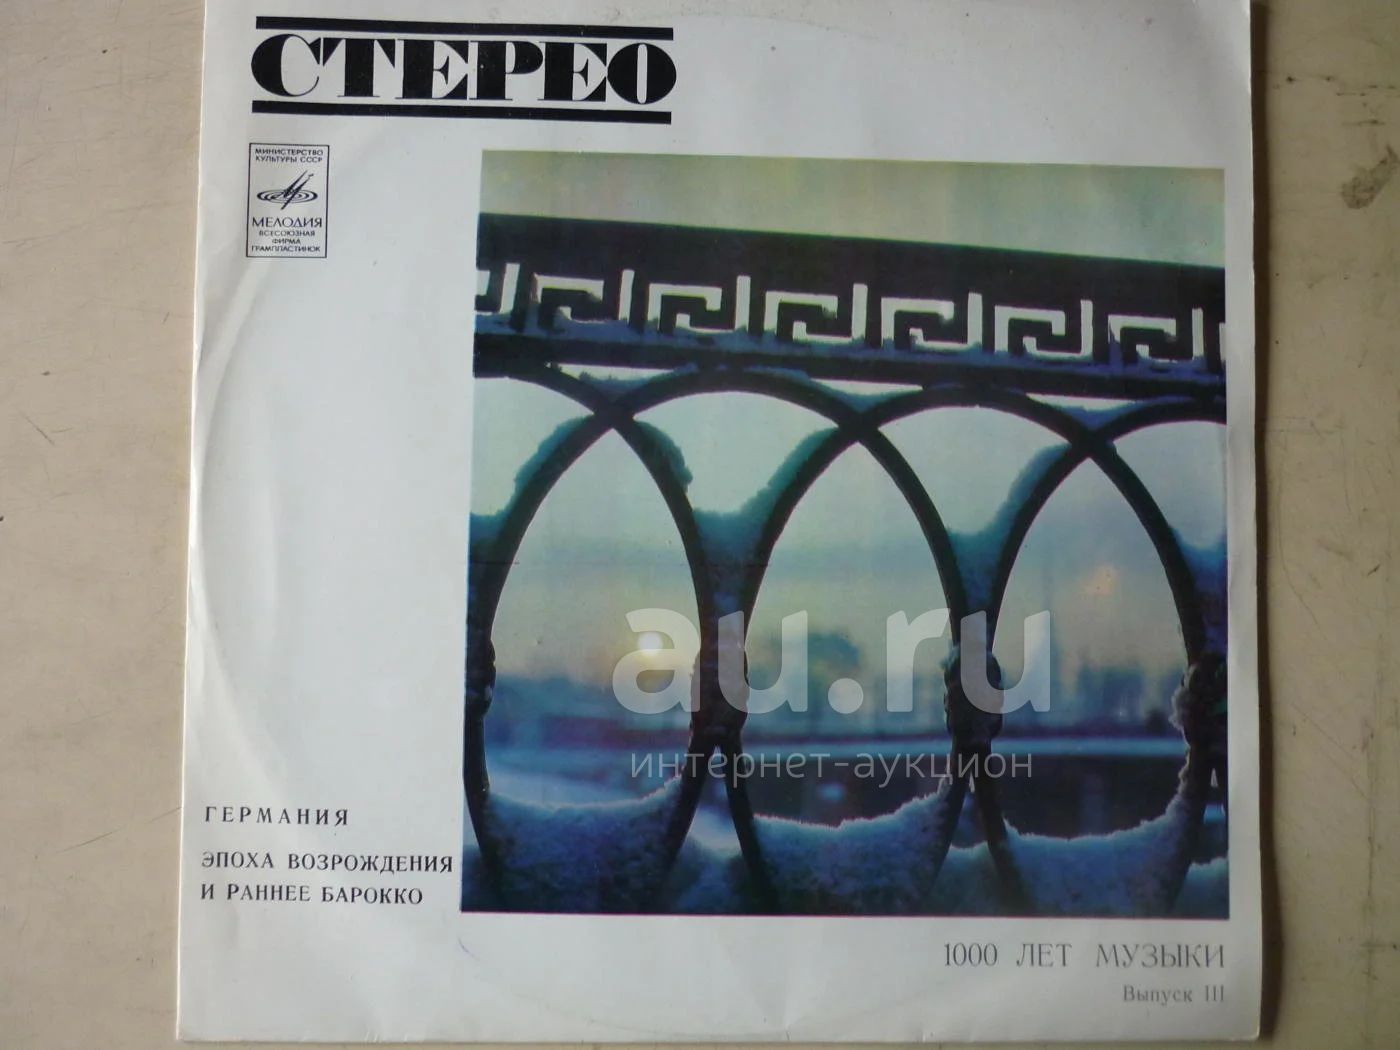 СТЕРЕО
МИНИСТЕРСТВО
КУЛЬТУРЫ СССР
МЕЛОДИЯ
ВСЕСОЮЗНАЯ
ФИРМА
ГРАМПЛАСТИНОК
au.ru
интернет-аукцион
ГЕРМАНИЯ
ЭПОХА ВОЗРОЖДЕНИЯ
И РАННЕЕ БАРОККО
1000 ЛЕТ МУЗЫКИ
Выпуск III